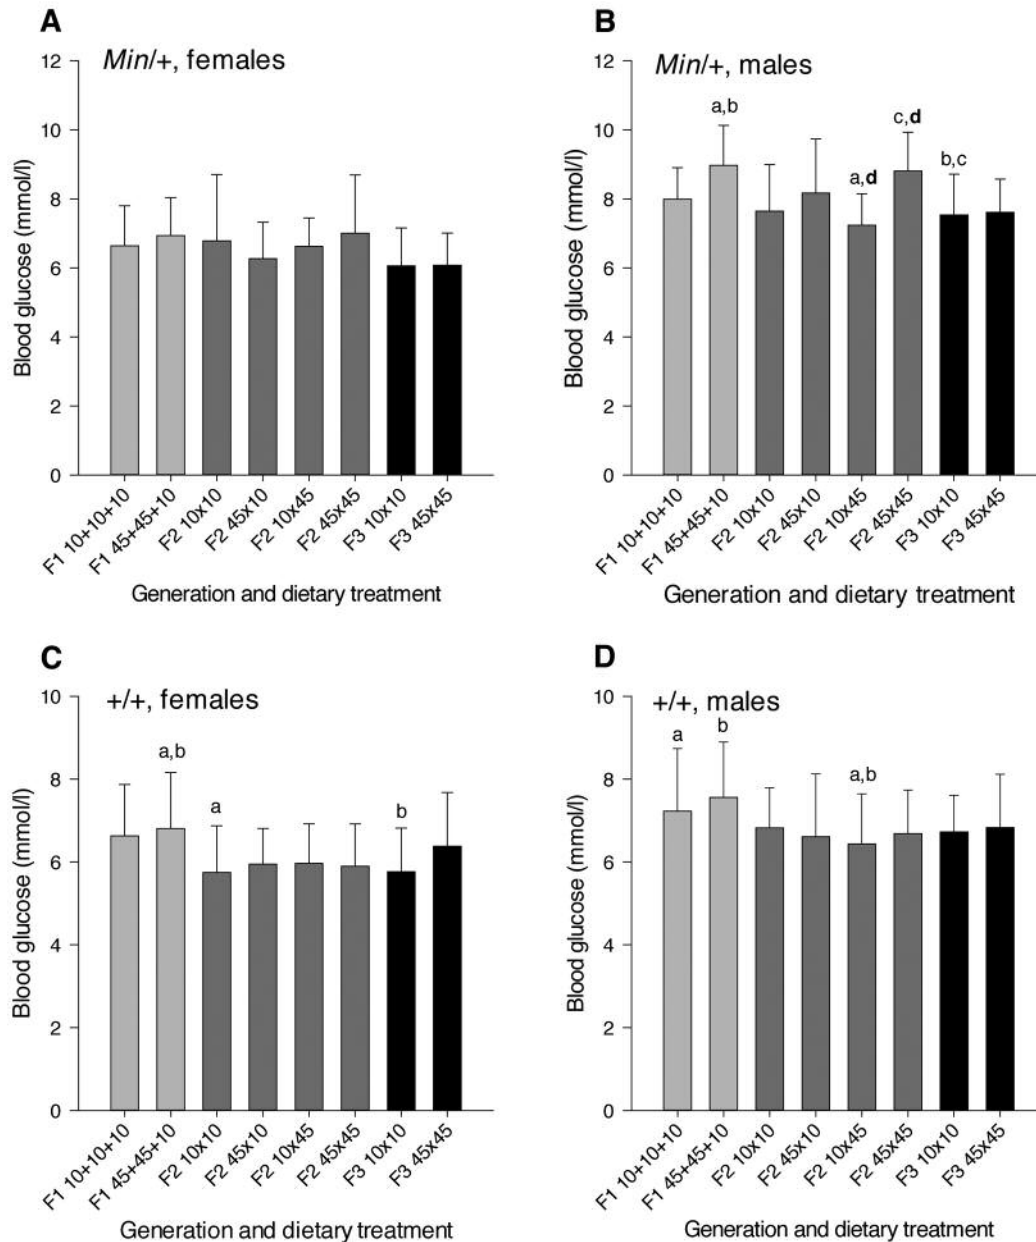 A
Min/+, females
12
10
8
6
4
2
0
Blood glucose (mmol/l)
F1 10+10+10
F1 45+45+10
F2 10x10
F2 45x10
F2 10x45
F2 45x45
F3 10x10
F3 45x45
Generation and dietary treatment
B
Min/+, males
12
10
8
6
4
2
0
Blood glucose (mmol/l)
a,b
a,d
c,d
b,c
F1 10+10+10
F1 45+45+10
F2 10x10
F2 45x10
F2 10x45
F2 45x45
F3 10x10
F3 45x45
Generation and dietary treatment
C
+/+, females
10
8
6
4
2
0
Blood glucose (mmol/l)
a,b
a
b
F1 10+10+10
F1 45+45+10
F2 10x10
F2 45x10
F2 10x45
F2 45x45
F3 10x10
F3 45x45
Generation and dietary treatment
D
+/+, males
10
8
6
4
2
0
Blood glucose (mmol/l)
a
b
a,b
F1 10+10+10
F1 45+45+10
F2 10x10
F2 45x10
F2 10x45
F2 45x45
F3 10x10
F3 45x45
Generation and dietary treatment